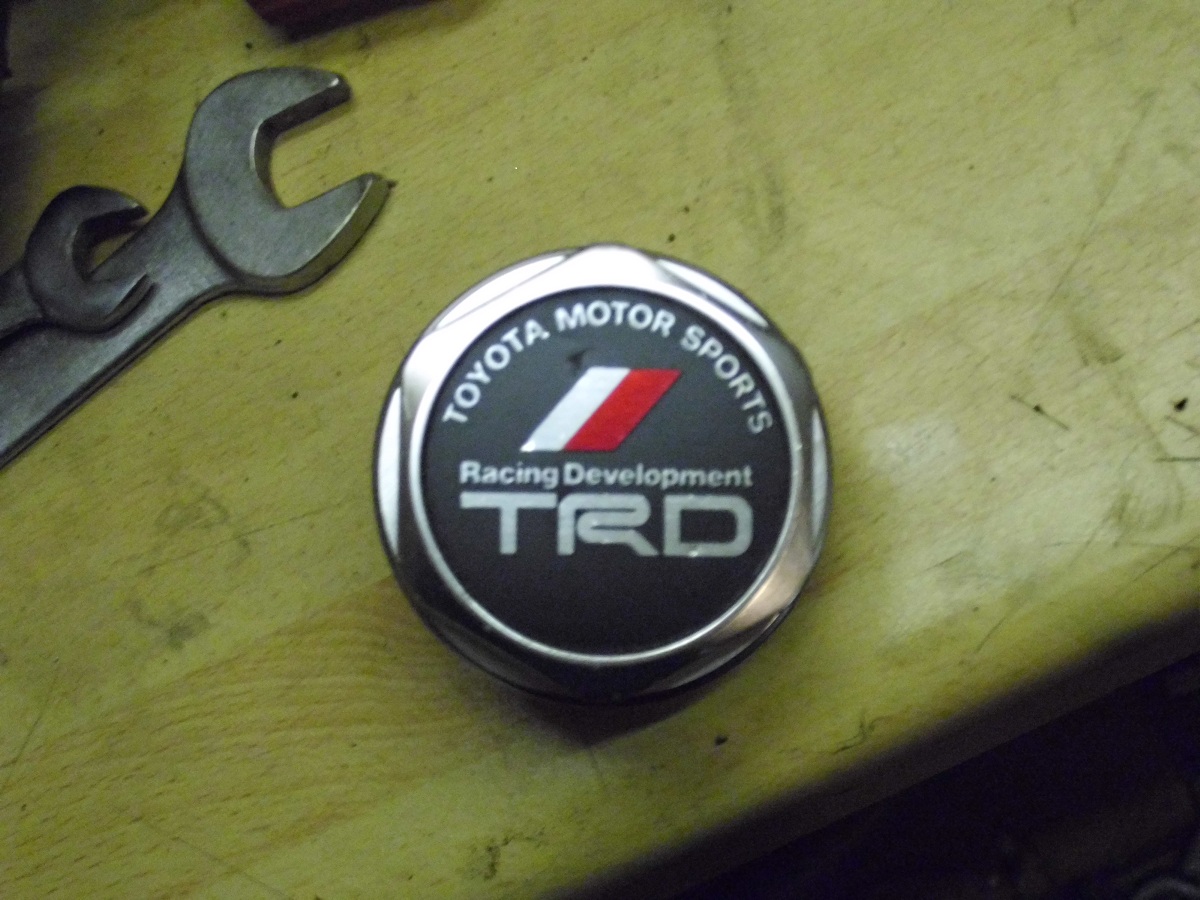 TOYOTA MOTOR SPORTS
Racing Development
TRD